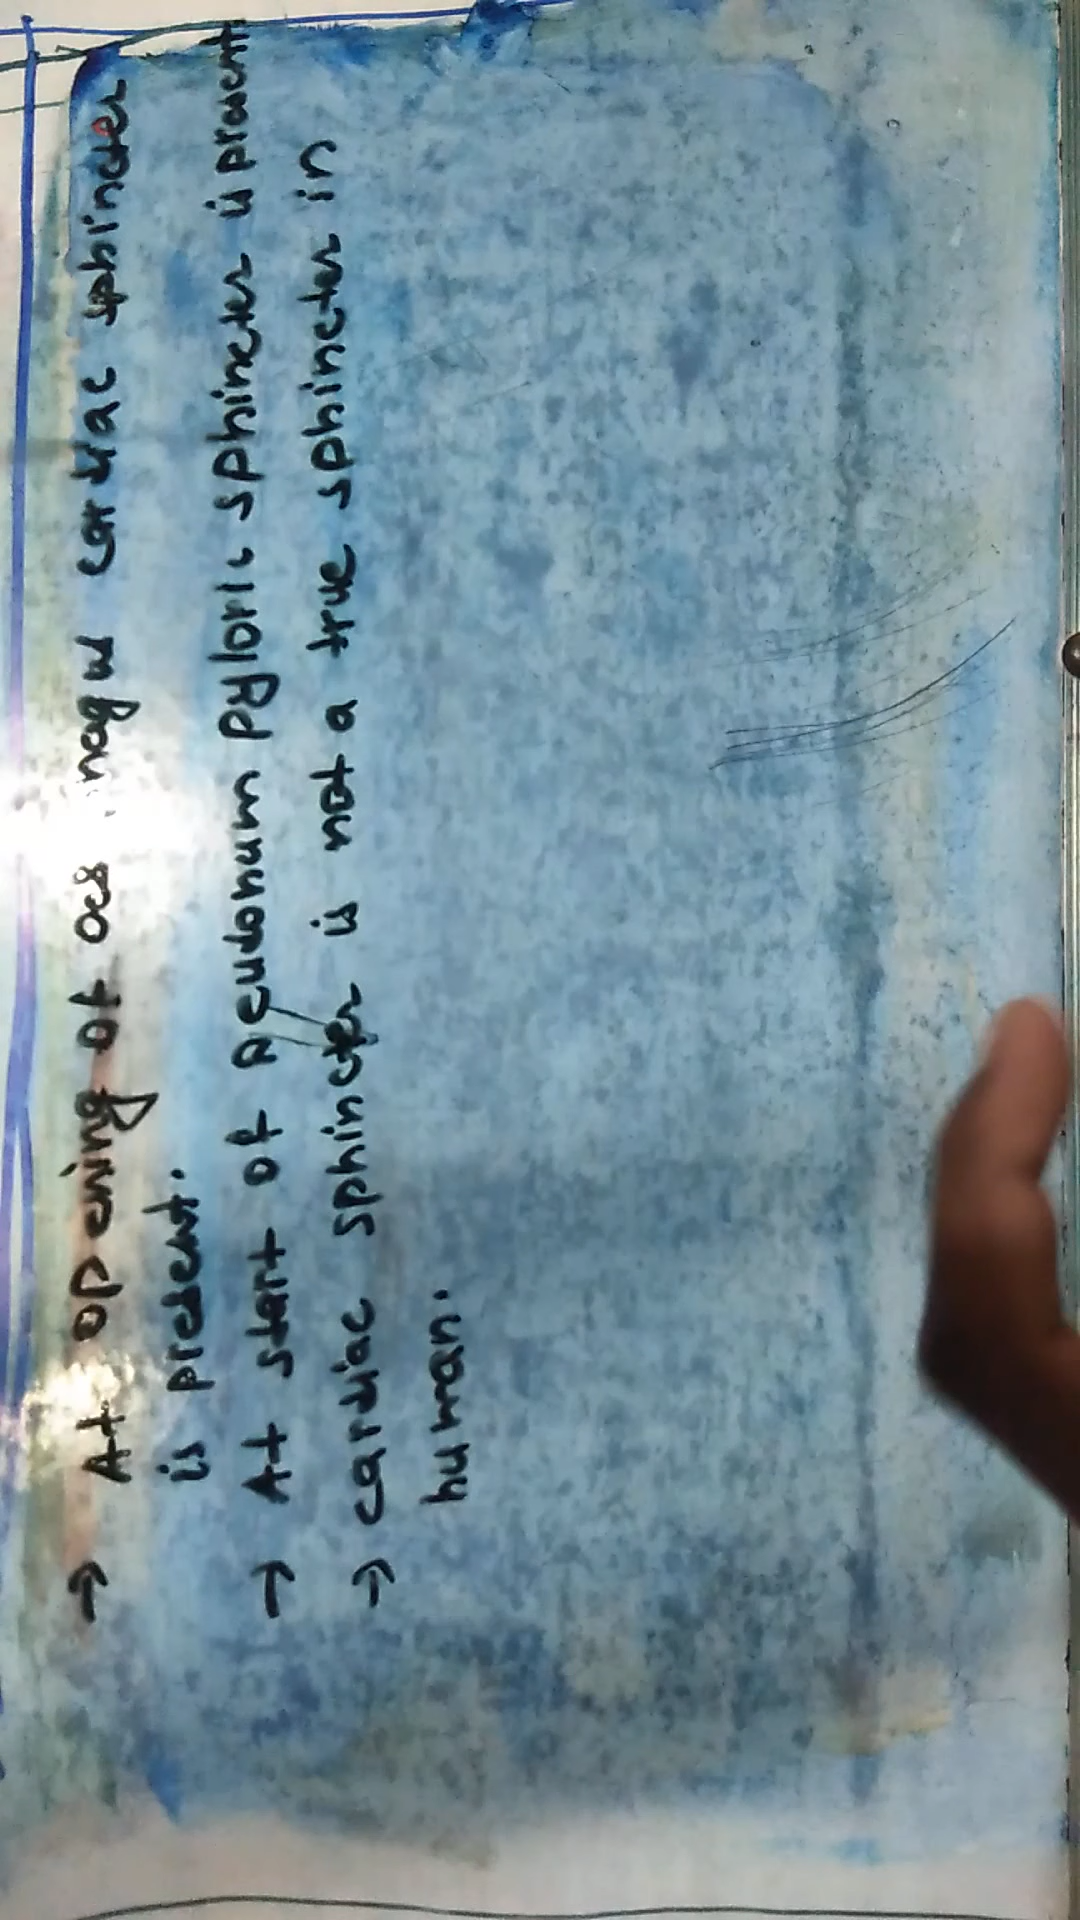 → At opening of oesophagus cardiac sphincter
is present.
→ At start of deudonum pyloric sphincter is present
→ cardiac sphincter is not a true sphincter in
human.